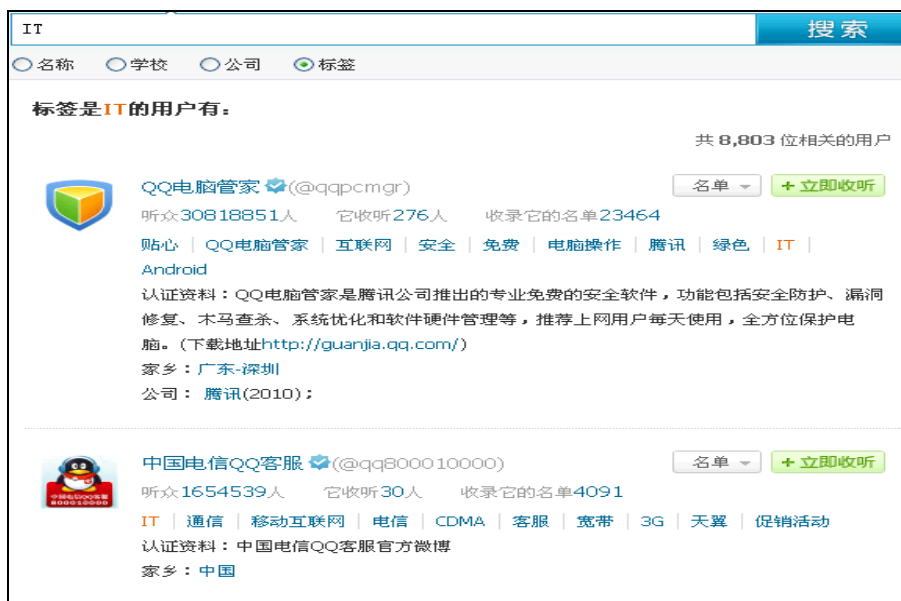 IT 搜索
名称 学校 公司 标签
标签是IT的用户有：
共 8,803 位相关的用户
QQ电脑管家 (@qqpcmgr) 名单 +立即收听
听众30818851人 它收听276人 收录它的名单23464
贴心 | QQ电脑管家 | 互联网 | 安全 | 免费 | 电脑操作 | 腾讯 | 绿色 | IT |
Android
认证资料：QQ电脑管家是腾讯公司推出的专业免费的安全软件，功能包括安全防护、漏洞
修复、木马查杀、系统优化和软件硬件管理等，推荐上网用户每天使用，全方位保护电
脑。(下载地址http://guanjia.qq.com/)
家乡：广东-深圳
公司： 腾讯(2010)；
中国电信QQ客服 (@qq800010000) 名单 +立即收听
中国电信QQ客服
800010000
听众1654539人 它收听30人 收录它的名单4091
IT | 通信 | 移动互联网 | 电信 | CDMA | 客服 | 宽带 | 3G | 天翼 | 促销活动
认证资料：中国电信QQ客服官方微博
家乡：中国